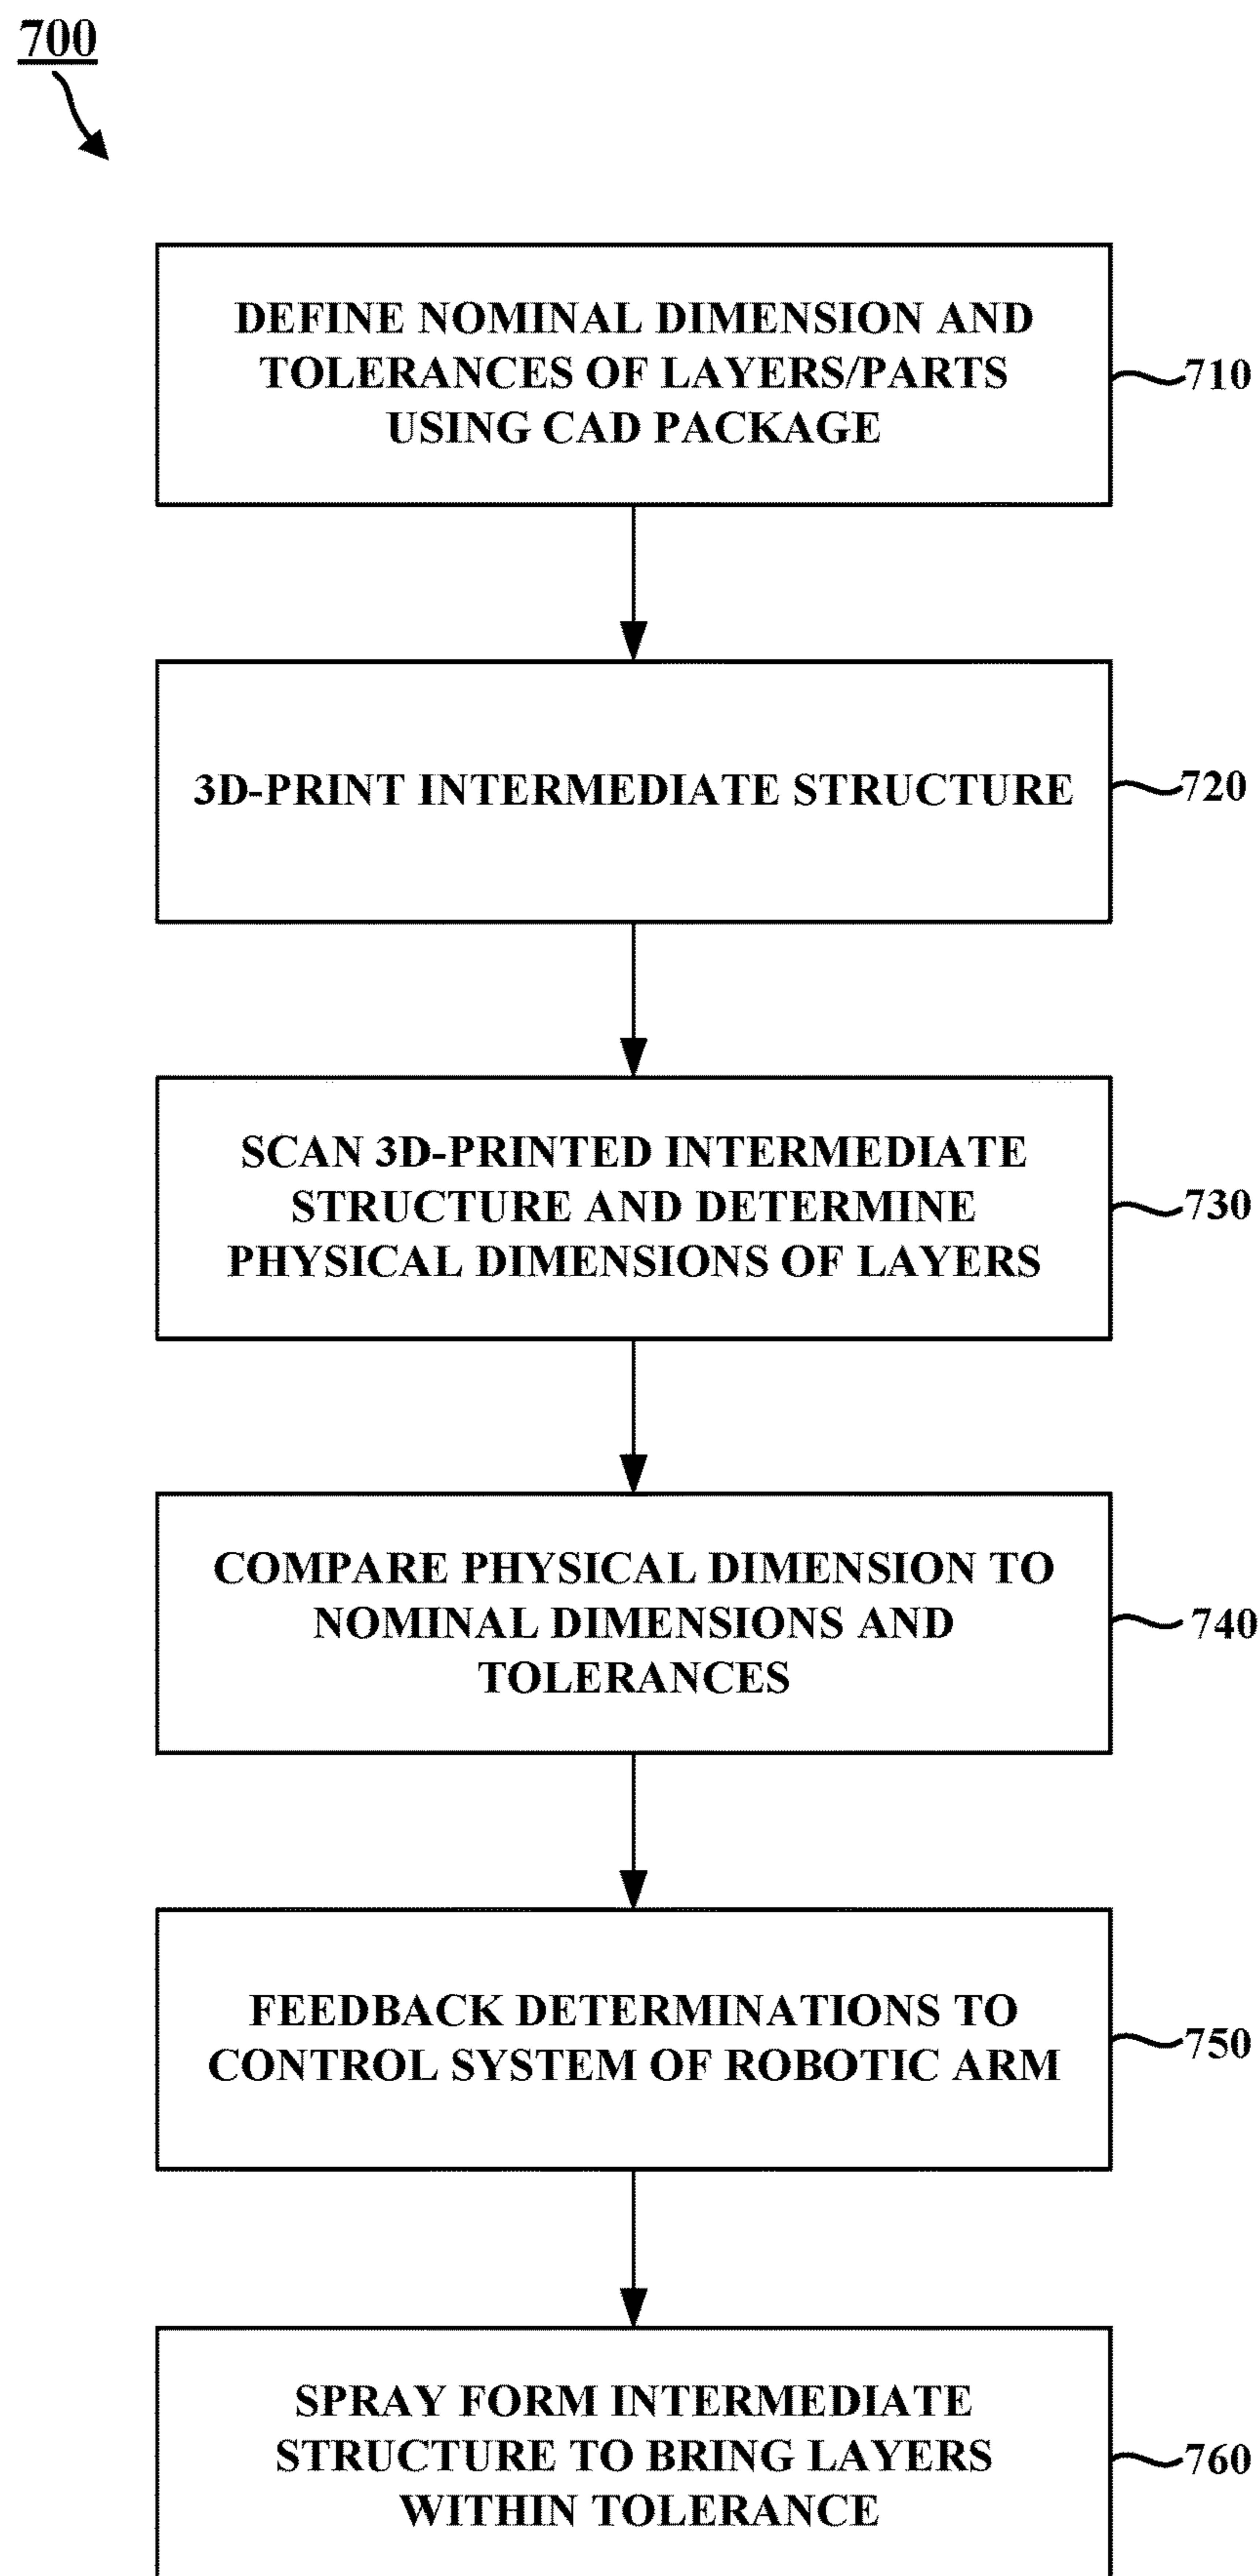 700
DEFINE NOMINAL DIMENSION AND
TOLERANCES OF LAYERS/PARTS
USING CAD PACKAGE
710
3D-PRINT INTERMEDIATE STRUCTURE
720
SCAN 3D-PRINTED INTERMEDIATE
STRUCTURE AND DETERMINE
PHYSICAL DIMENSIONS OF LAYERS
730
COMPARE PHYSICAL DIMENSION TO
NOMINAL DIMENSIONS AND
TOLERANCES
740
FEEDBACK DETERMINATIONS TO
CONTROL SYSTEM OF ROBOTIC ARM
750
SPRAY FORM INTERMEDIATE
STRUCTURE TO BRING LAYERS
WITHIN TOLERANCE
760